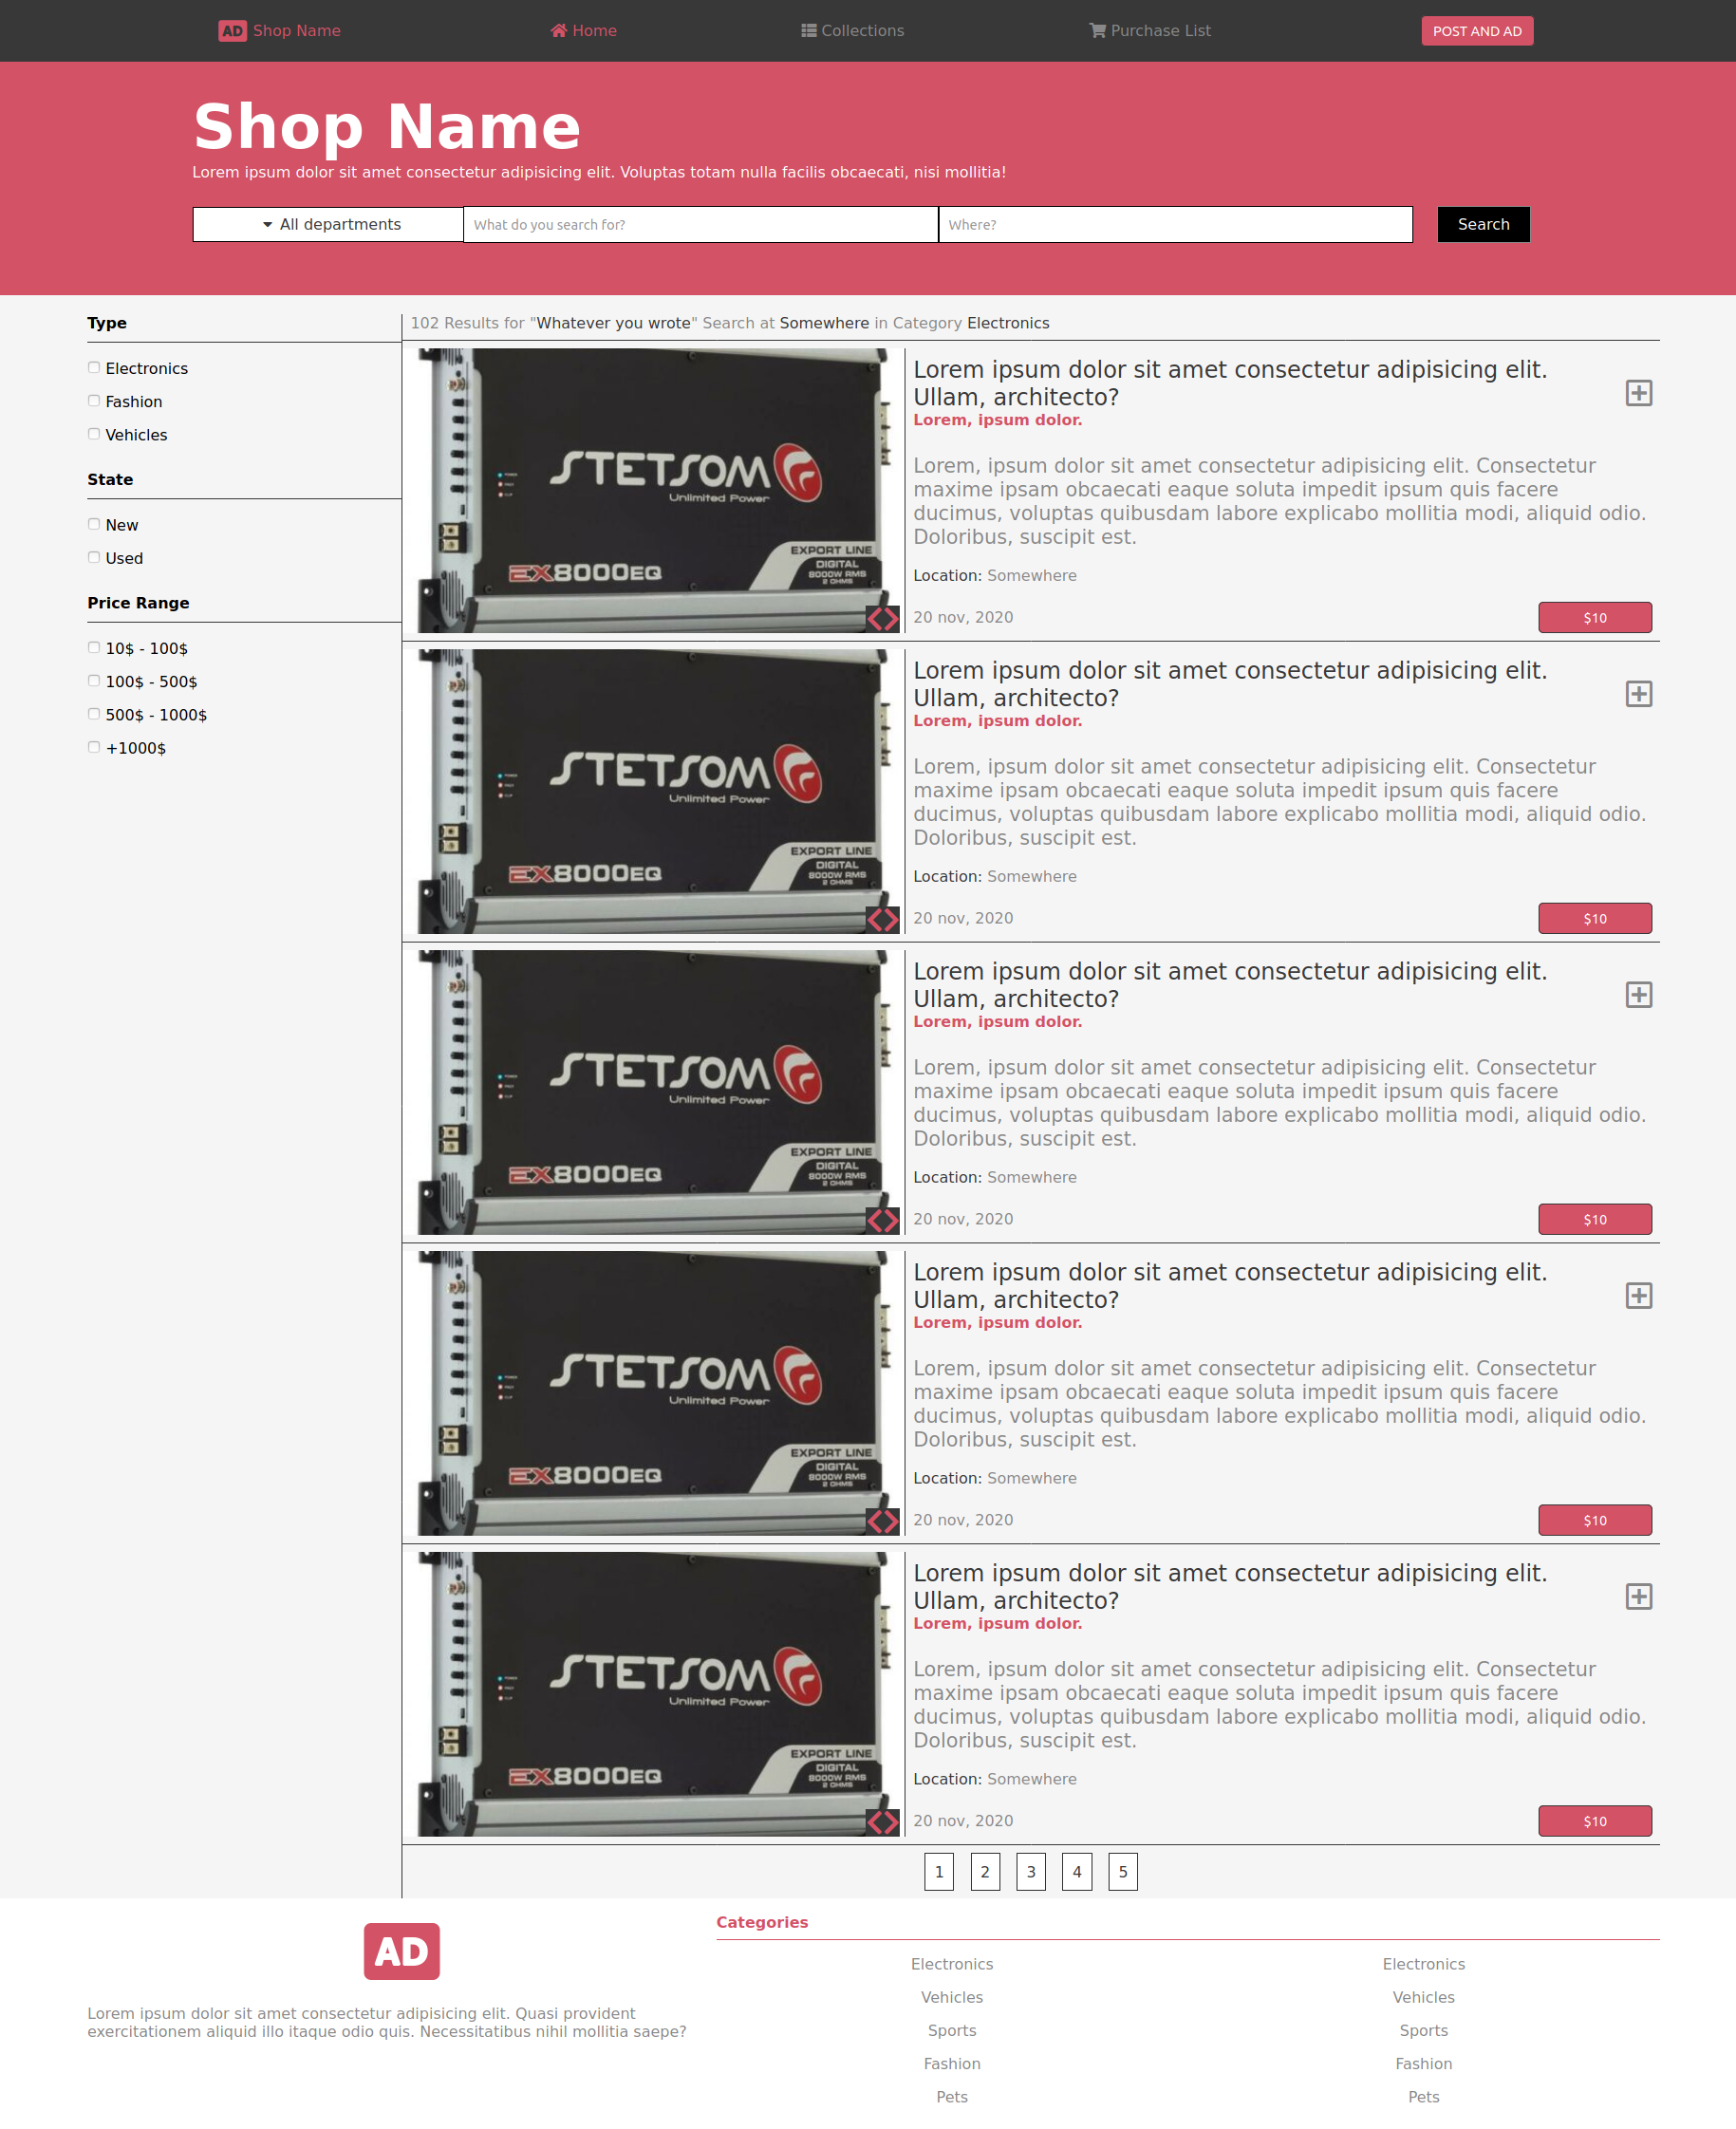 AD Shop Name
Home
Collections
Purchase List
POST AND AD
Shop Name
Lorem ipsum dolor sit amet consectetur adipisicing elit. Voluptas totam nulla facilis obcaecati, nisi mollitia!
All departments
What do you search for?
Where?
Search
Type
Electronics
Fashion
Vehicles
State
New
Used
Price Range
10$ - 100$
100$ - 500$
500$ - 1000$
+1000$
102 Results for "Whatever you wrote" Search at Somewhere in Category Electronics
STETSOM
Unlimited Power
EXPORT LINE
DIGITAL
8000W RMS
2 OHMS
EX8000EQ
Lorem ipsum dolor sit amet consectetur adipisicing elit.
Ullam, architecto?
Lorem, ipsum dolor.
Lorem, ipsum dolor sit amet consectetur adipisicing elit. Consectetur
maxime ipsam obcaecati eaque soluta impedit ipsum quis facere
ducimus, voluptas quibusdam labore explicabo mollitia modi, aliquid odio.
Doloribus, suscipit est.
Location: Somewhere
20 nov, 2020
$10
STETSOM
Unlimited Power
EXPORT LINE
DIGITAL
8000W RMS
2 OHMS
EX8000EQ
Lorem ipsum dolor sit amet consectetur adipisicing elit.
Ullam, architecto?
Lorem, ipsum dolor.
Lorem, ipsum dolor sit amet consectetur adipisicing elit. Consectetur
maxime ipsam obcaecati eaque soluta impedit ipsum quis facere
ducimus, voluptas quibusdam labore explicabo mollitia modi, aliquid odio.
Doloribus, suscipit est.
Location: Somewhere
20 nov, 2020
$10
STETSOM
Unlimited Power
EXPORT LINE
DIGITAL
8000W RMS
2 OHMS
EX8000EQ
Lorem ipsum dolor sit amet consectetur adipisicing elit.
Ullam, architecto?
Lorem, ipsum dolor.
Lorem, ipsum dolor sit amet consectetur adipisicing elit. Consectetur
maxime ipsam obcaecati eaque soluta impedit ipsum quis facere
ducimus, voluptas quibusdam labore explicabo mollitia modi, aliquid odio.
Doloribus, suscipit est.
Location: Somewhere
20 nov, 2020
$10
STETSOM
Unlimited Power
EXPORT LINE
DIGITAL
8000W RMS
2 OHMS
EX8000EQ
Lorem ipsum dolor sit amet consectetur adipisicing elit.
Ullam, architecto?
Lorem, ipsum dolor.
Lorem, ipsum dolor sit amet consectetur adipisicing elit. Consectetur
maxime ipsam obcaecati eaque soluta impedit ipsum quis facere
ducimus, voluptas quibusdam labore explicabo mollitia modi, aliquid odio.
Doloribus, suscipit est.
Location: Somewhere
20 nov, 2020
$10
STETSOM
Unlimited Power
EXPORT LINE
DIGITAL
8000W RMS
2 OHMS
EX8000EQ
Lorem ipsum dolor sit amet consectetur adipisicing elit.
Ullam, architecto?
Lorem, ipsum dolor.
Lorem, ipsum dolor sit amet consectetur adipisicing elit. Consectetur
maxime ipsam obcaecati eaque soluta impedit ipsum quis facere
ducimus, voluptas quibusdam labore explicabo mollitia modi, aliquid odio.
Doloribus, suscipit est.
Location: Somewhere
20 nov, 2020
$10
1 2 3 4 5
AD
Lorem ipsum dolor sit amet consectetur adipisicing elit. Quasi provident
exercitationem aliquid illo itaque odio quis. Necessitatibus nihil mollitia saepe?
Categories
Electronics
Vehicles
Sports
Fashion
Pets
Electronics
Vehicles
Sports
Fashion
Pets